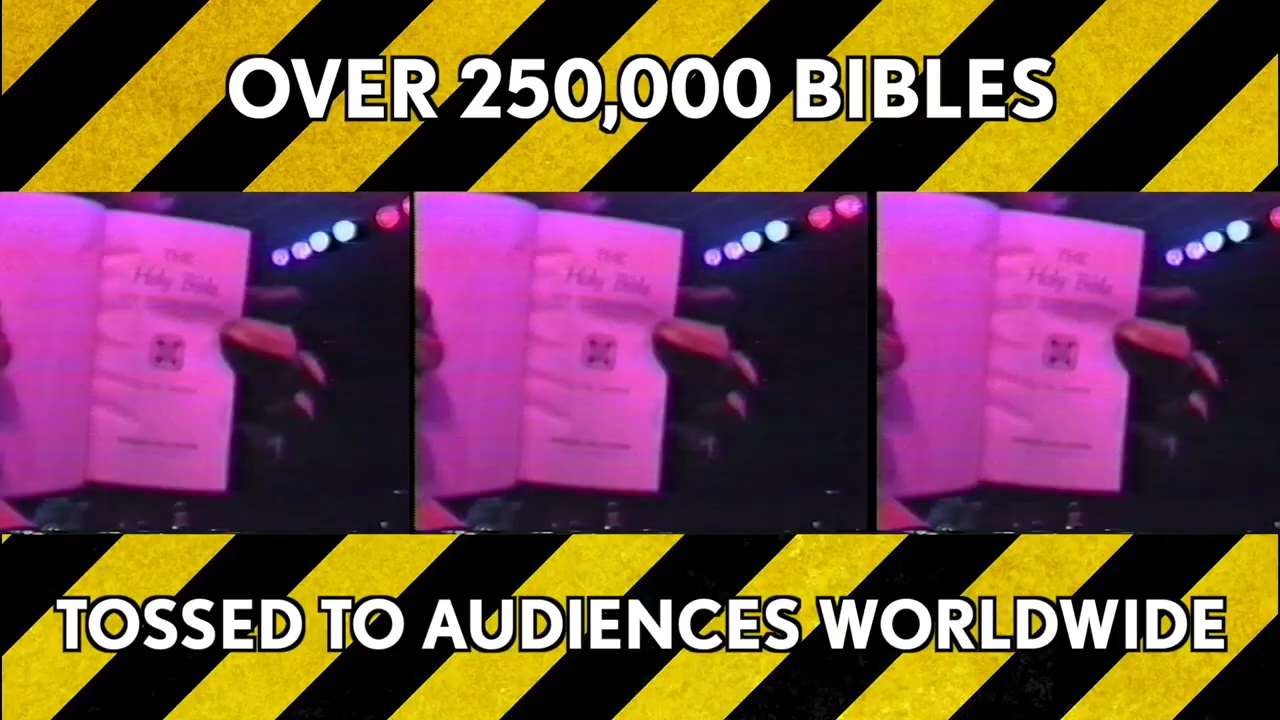 OVER 250,000 BIBLES
THE THE THE
Holy Bible Holy Bible Holy Bible
TOSSED TO AUDIENCES WORLDWIDE